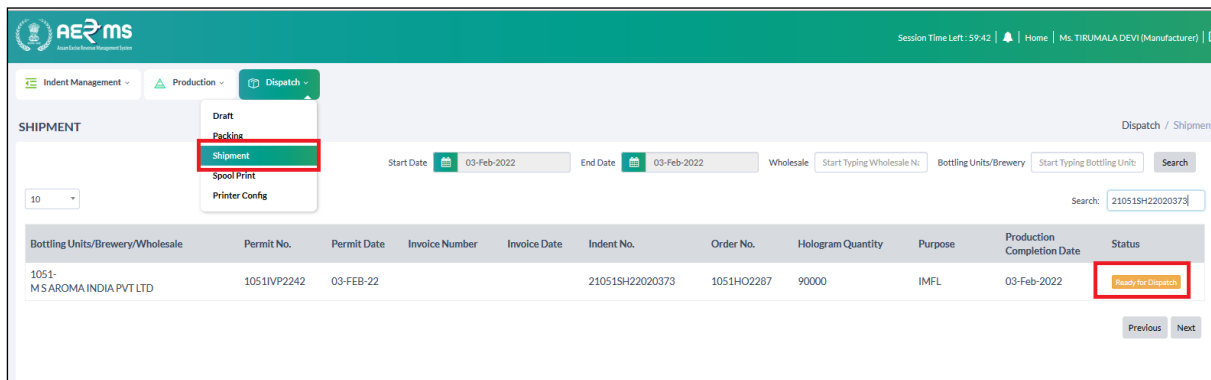 AERMS
Assam Excise Revenue Management System
Session Time Left : 59:42 | Home | Ms. TIRUMALA DEVI (Manufacturer) |
Indent Management Production Dispatch
Draft
SHIPMENT Dispatch / Shipmen
Packing
Shipment
Start Date 03-Feb-2022 End Date 03-Feb-2022 Wholesale Start Typing Wholesale Na Bottling Units/Brewery Start Typing Bottling Unit: Search
Spool Print
Printer Config
10 Search: 21051SH22020373
Bottling Units/Brewery/Wholesale Permit No. Permit Date Invoice Number Invoice Date Indent No. Order No. Hologram Quantity Purpose Production Completion Date Status
1051-
M S AROMA INDIA PVT LTD 1051IVP2242 03-FEB-22 21051SH22020373 1051HO2287 90000 IMFL 03-Feb-2022 Ready for Dispatch
Previous Next